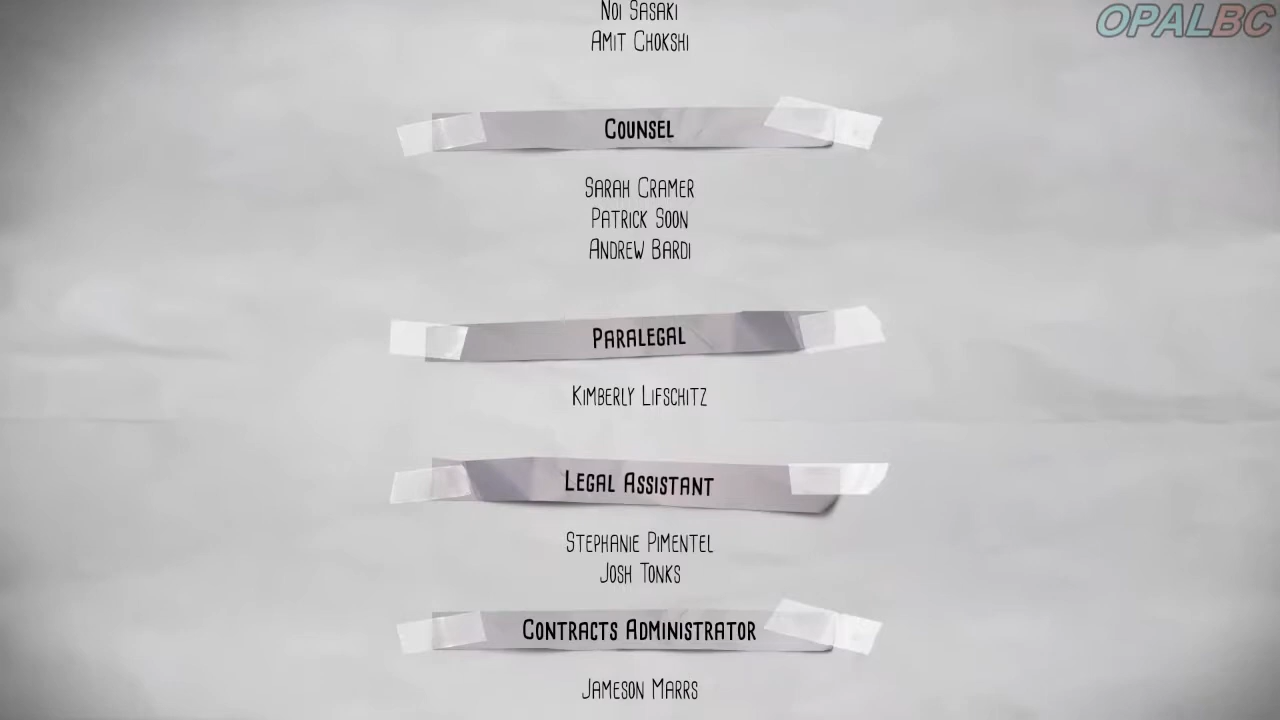 Noi Sasaki
OPALBC
Amit Chokshi
Counsel
Sarah Cramer
Patrick Soon
Andrew Bardi
Paralegal
Kimberly Lifschitz
Legal Assistant
Stephanie Pimentel
Josh Tonks
Contracts Administrator
Jameson Marrs